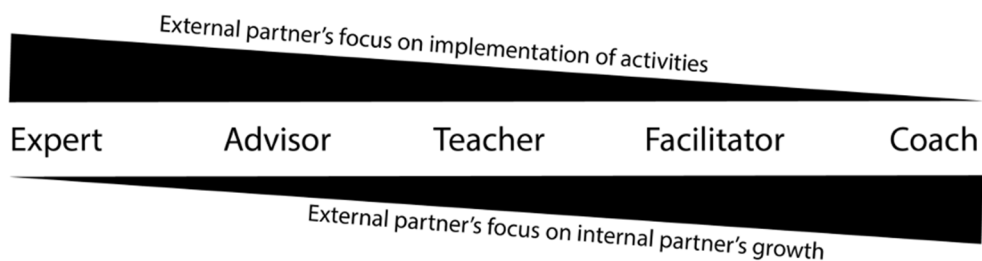 External partner's focus on implementation of activities
Expert Advisor Teacher Facilitator Coach
External partner's focus on internal partner's growth